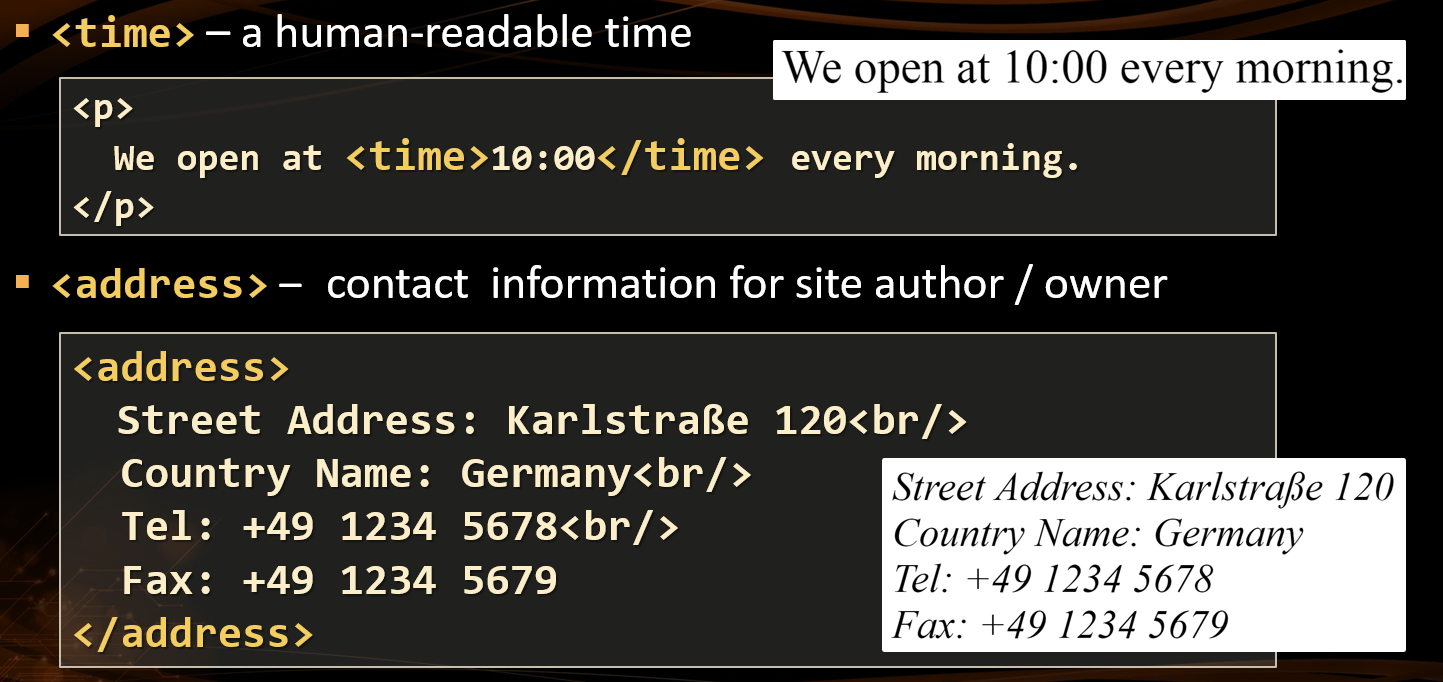 ▪ <time> – a human-readable time
We open at 10:00 every morning.
<p>
We open at <time>10:00</time> every morning.
</p>
▪ <address> – contact information for site author / owner
<address>
Street Address: Karlstraße 120<br/>
Country Name: Germany<br/>
Tel: +49 1234 5678<br/>
Fax: +49 1234 5679
</address>
Street Address: Karlstraße 120
Country Name: Germany
Tel: +49 1234 5678
Fax: +49 1234 5679